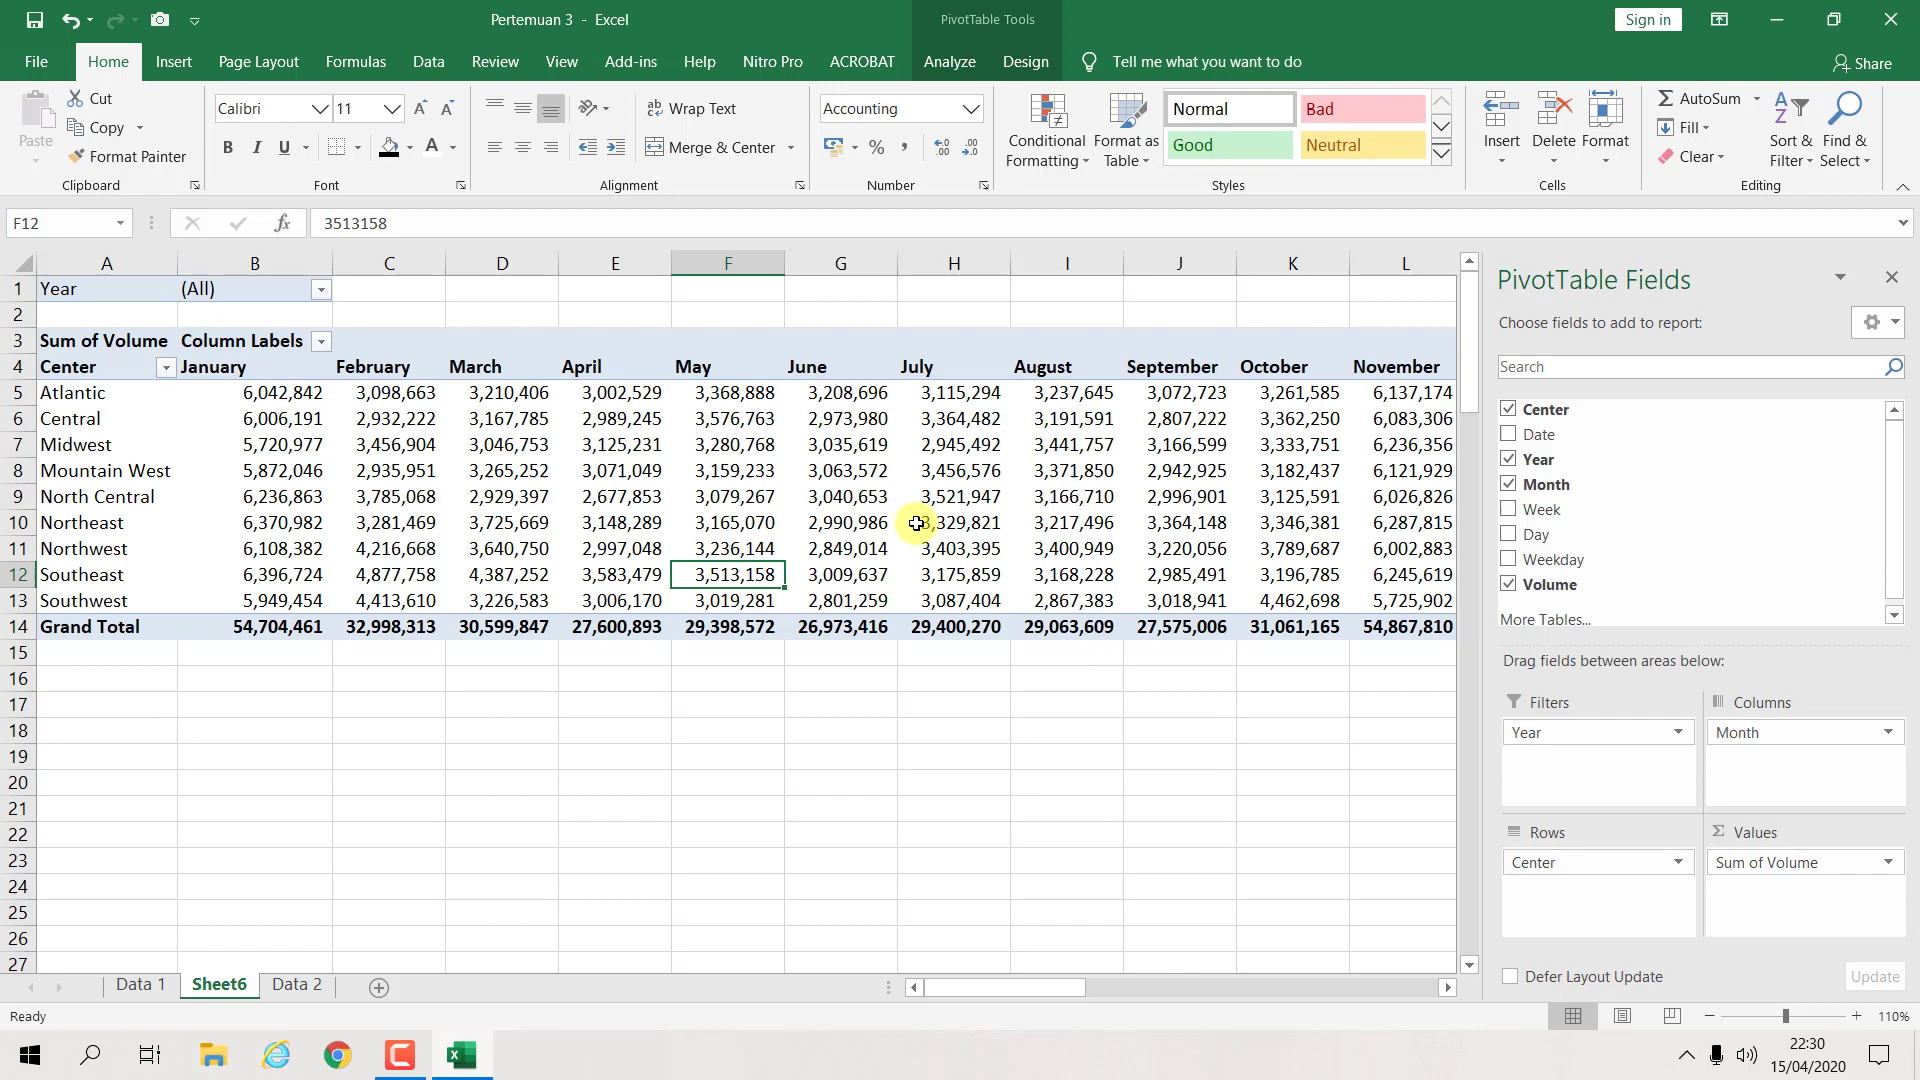 Pertemuan 3 - Excel
PivotTable Tools
Sign in
File Home Insert Page Layout Formulas Data Review View Add-ins Help Nitro Pro ACROBAT Analyze Design Tell me what you want to do Share
Paste
Cut
Copy
Format Painter
Clipboard
Calibri 11
B I U A
Font
Wrap Text
Merge & Center
Alignment
Accounting
% ,
Number
Conditional Formatting
Format as Table
Normal Bad
Good Neutral
Styles
Insert Delete Format
Cells
AutoSum
Fill
Clear
Sort & Filter
Find & Select
Editing
F12 fx 3513158
A B C D E F G H I J K L
1 Year (All)
2
3 Sum of Volume Column Labels
4 Center January February March April May June July August September October November
5 Atlantic 6,042,842 3,098,663 3,210,406 3,002,529 3,368,888 3,208,696 3,115,294 3,237,645 3,072,723 3,261,585 6,137,174
6 Central 6,006,191 2,932,222 3,167,785 2,989,245 3,576,763 2,973,980 3,364,482 3,191,591 2,807,222 3,362,250 6,083,306
7 Midwest 5,720,977 3,456,904 3,046,753 3,125,231 3,280,768 3,035,619 2,945,492 3,441,757 3,166,599 3,333,751 6,236,356
8 Mountain West 5,872,046 2,935,951 3,265,252 3,071,049 3,159,233 3,063,572 3,456,576 3,371,850 2,942,925 3,182,437 6,121,929
9 North Central 6,236,863 3,785,068 2,929,397 2,677,853 3,079,267 3,040,653 3,521,947 3,166,710 2,996,901 3,125,591 6,026,826
10 Northeast 6,370,982 3,281,469 3,725,669 3,148,289 3,165,070 2,990,986 3,329,821 3,217,496 3,364,148 3,346,381 6,287,815
11 Northwest 6,108,382 4,216,668 3,640,750 2,997,048 3,236,144 2,849,014 3,403,395 3,400,949 3,220,056 3,789,687 6,002,883
12 Southeast 6,396,724 4,877,758 4,387,252 3,583,479 3,513,158 3,009,637 3,175,859 3,168,228 2,985,491 3,196,785 6,245,619
13 Southwest 5,949,454 4,413,610 3,226,583 3,006,170 3,019,281 2,801,259 3,087,404 2,867,383 3,018,941 4,462,698 5,725,902
14 Grand Total 54,704,461 32,998,313 30,599,847 27,600,893 29,398,572 26,973,416 29,400,270 29,063,609 27,575,006 31,061,165 54,867,810
15
16
17
18
19
20
21
22
23
24
25
26
27
PivotTable Fields
Choose fields to add to report:
Search
Center
Date
Year
Month
Week
Day
Weekday
Volume
More Tables...
Drag fields between areas below:
Filters Columns
Year Month
Rows Values
Center Sum of Volume
Defer Layout Update Update
Data 1 Sheet6 Data 2
Ready 110%
22:30
15/04/2020